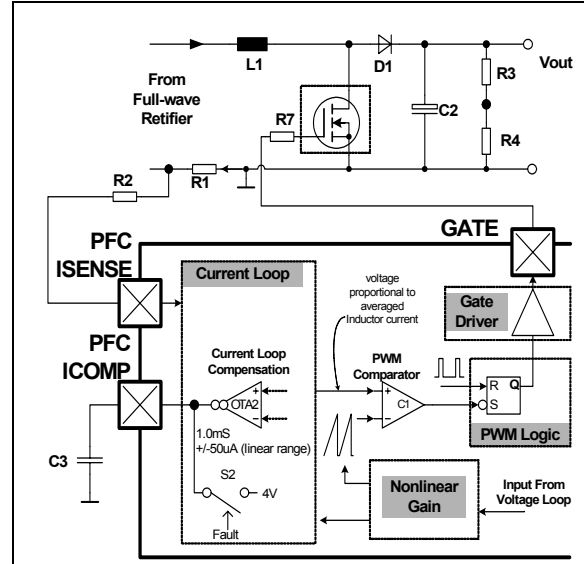 L1
D1
From
Full-wave
Retifier
R3
Vout
C2
R7
R4
R2
R1
PFC
ISENSE
GATE
Current Loop
voltage
proportional to
averaged
Inductor current
Gate
Driver
PFC
ICOMP
Current Loop
Compensation
PWM
Comparator
+
-
OTA2
+
-
C1
R Q
S
PWM Logic
1.0mS
+/-50uA (linear range)
C3
S2
4V
Fault
Nonlinear
Gain
Input From
Voltage Loop